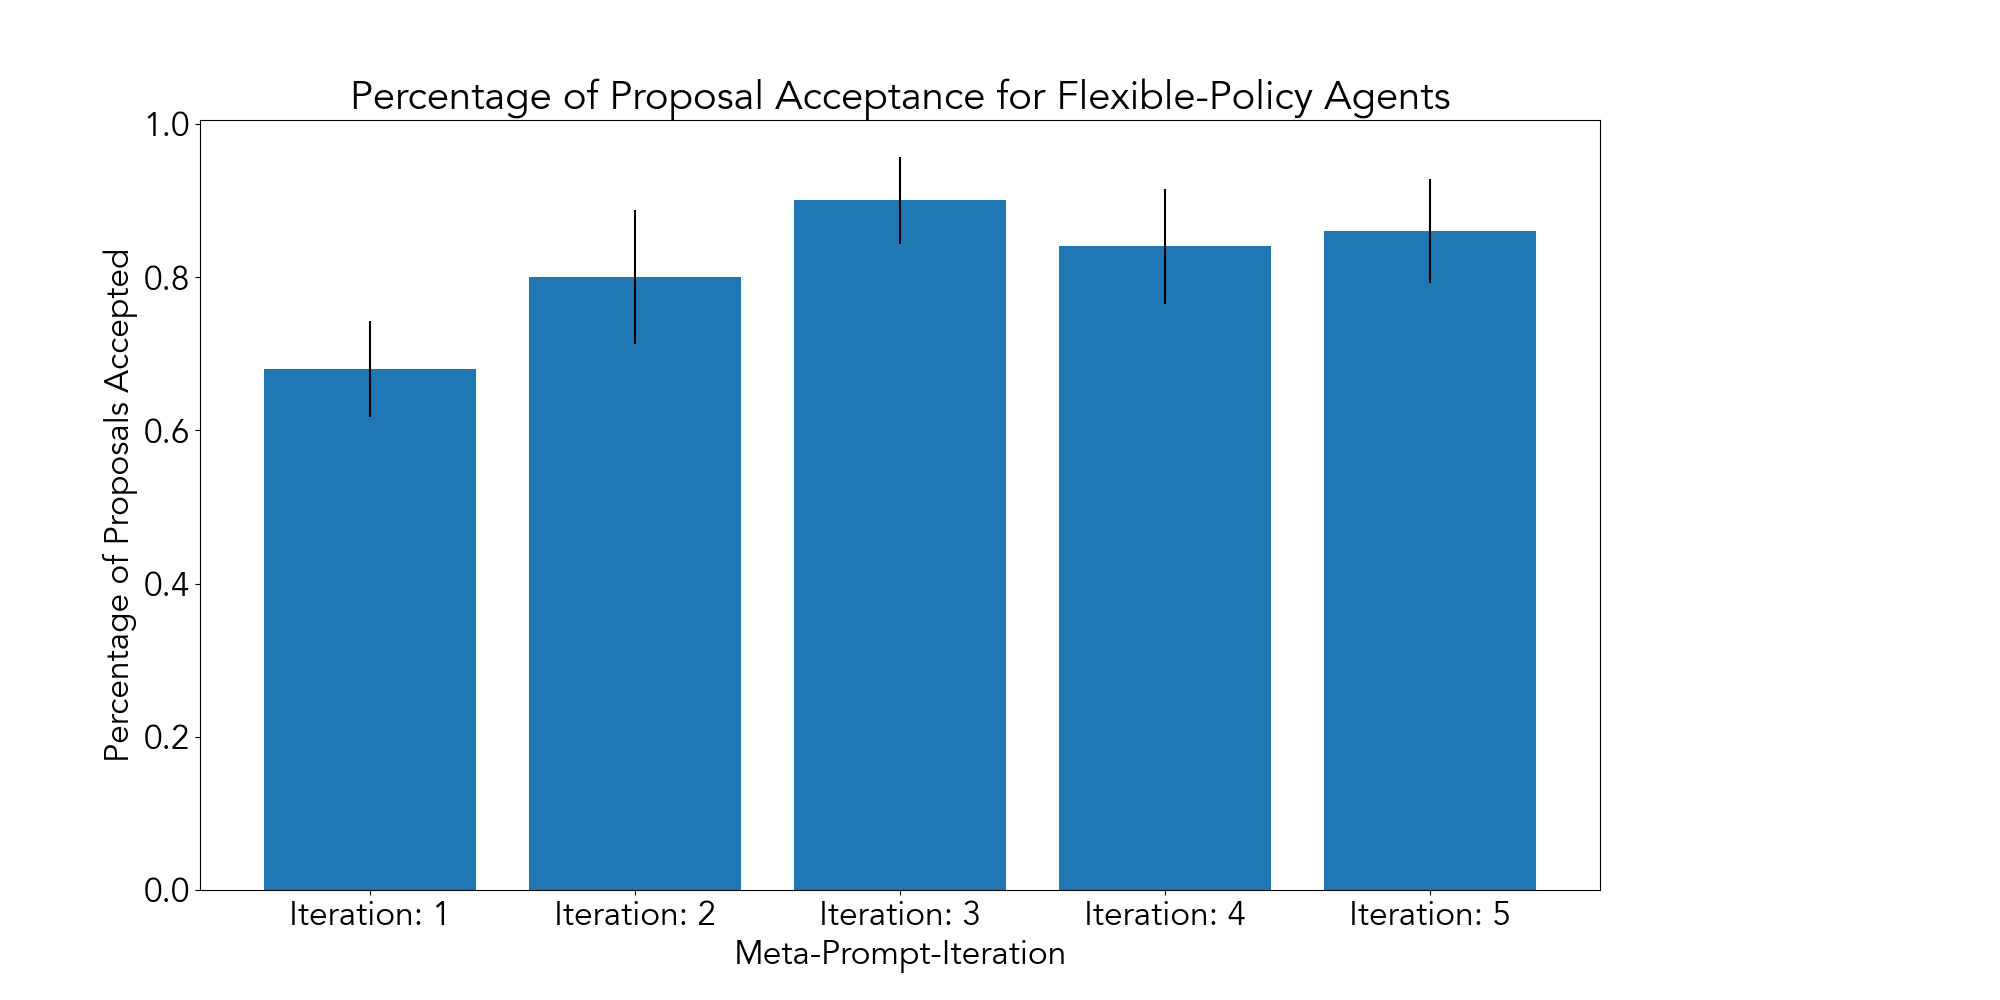 Percentage of Proposal Acceptance for Flexible-Policy Agents
Percentage of Proposals Accepted
1.0
0.8
0.6
0.4
0.2
0.0
Iteration: 1 Iteration: 2 Iteration: 3 Iteration: 4 Iteration: 5
Meta-Prompt-Iteration